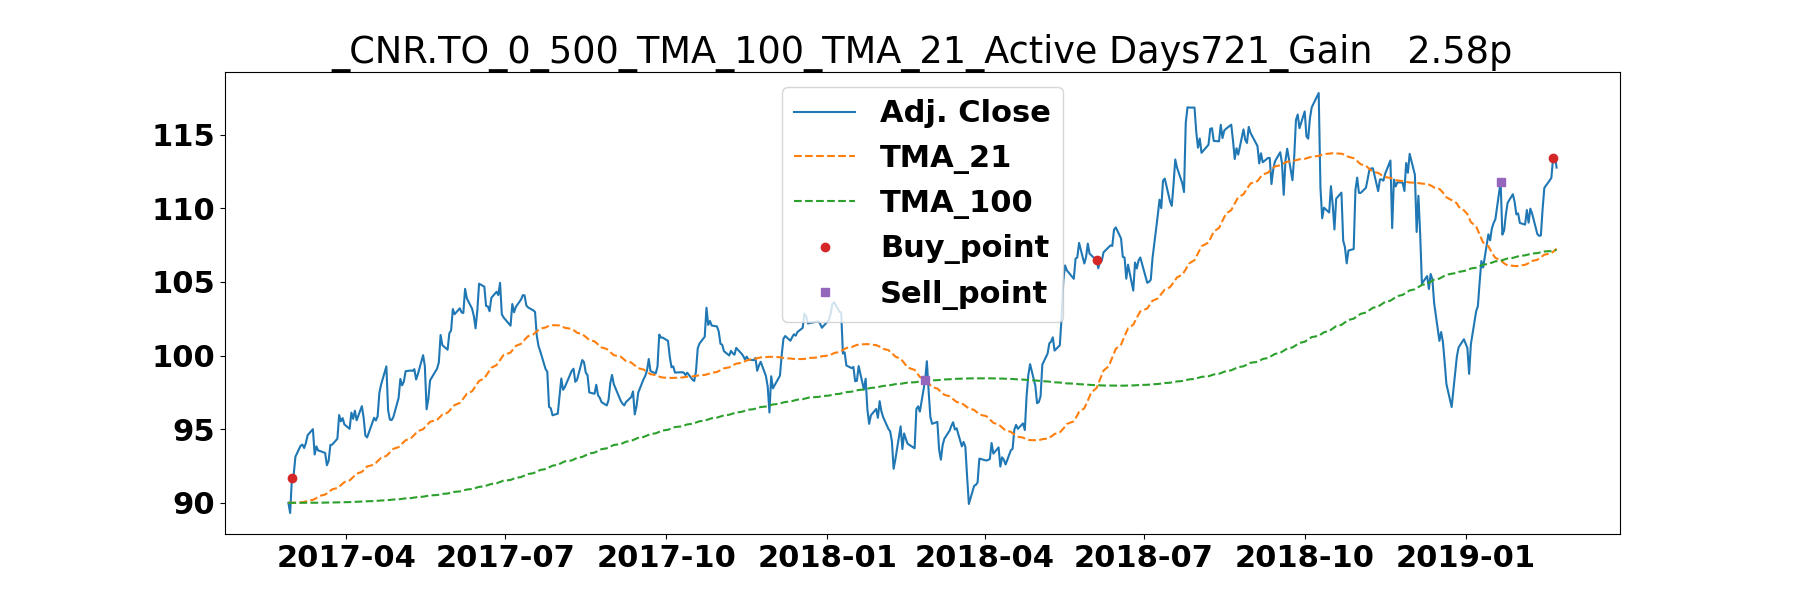 _CNR.TO_0_500_TMA_100_TMA_21_Active Days721_Gain   2.58p
Adj. Close
TMA_21
TMA_100
Buy_point
Sell_point
115
110
105
100
95
90
2017-04 2017-07 2017-10 2018-01 2018-04 2018-07 2018-10 2019-01